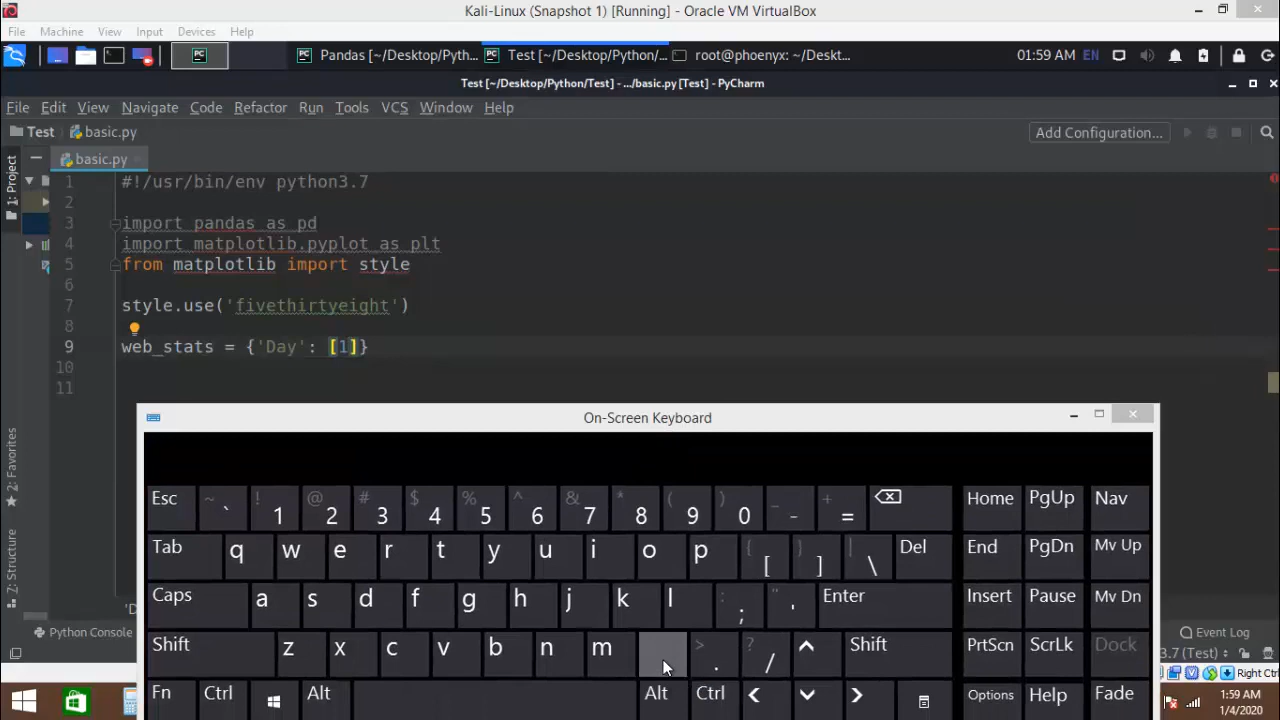 Kali-Linux (Snapshot 1) [Running] - Oracle VM VirtualBox
File Machine View Input Devices Help
Pandas [~/Desktop/Pyth... Test [~/Desktop/Python/... root@phoenyx: ~/Deskt... 01:59 AM EN
Test [~/Desktop/Python/Test] - .../basic.py [Test] - PyCharm
File Edit View Navigate Code Refactor Run Tools VCS Window Help
Test basic.py Add Configuration...
1: Project
basic.py
1 #!/usr/bin/env python3.7
2
3 import pandas as pd
4 import matplotlib.pyplot as plt
5 from matplotlib import style
6
7 style.use('fivethirtyeight')
8
9 web_stats = {'Day': [1]}
10
11
2: Favorites
Z: Structure
On-Screen Keyboard
Esc ~ ` ! 1 @ 2 # 3 $ 4 % 5 ^ 6 & 7 * 8 ( 9 ) 0 _ - + = Home PgUp Nav
Tab q w e r t y u i o p { [ } ] | \ Del End PgDn Mv Up
Caps a s d f g h j k l : ; " ' Enter Insert Pause Mv Dn
Shift z x c v b n m > . ? / Shift PrtScn ScrLk Dock
Fn Ctrl Alt Alt Ctrl Options Help Fade
'D
Python Console Event Log
3.7 (Test)
Right Ctrl
1:59 AM
1/4/2020